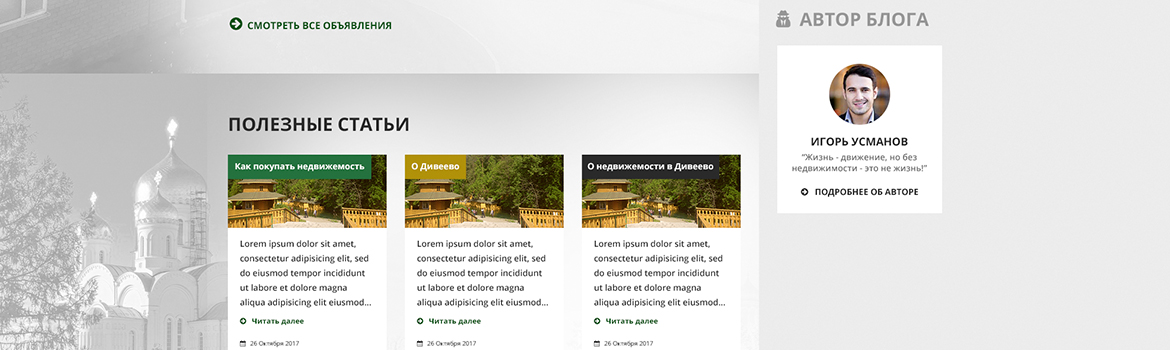 СМОТРЕТЬ ВСЕ ОБЪЯВЛЕНИЯ
ПОЛЕЗНЫЕ СТАТЬИ
Как покупать недвижемость
Lorem ipsum dolor sit amet,
consectetur adipisicing elit, sed
do eiusmod tempor incididunt
ut labore et dolore magna
aliqua adipisicing elit eiusmod...
Читать далее
26 Октября 2017
О Дивеево
Lorem ipsum dolor sit amet,
consectetur adipisicing elit, sed
do eiusmod tempor incididunt
ut labore et dolore magna
aliqua adipisicing elit eiusmod...
Читать далее
26 Октября 2017
О недвижемости в Дивеево
Lorem ipsum dolor sit amet,
consectetur adipisicing elit, sed
do eiusmod tempor incididunt
ut labore et dolore magna
aliqua adipisicing elit eiusmod...
Читать далее
26 Октября 2017
АВТОР БЛОГА
ИГОРЬ УСМАНОВ
“Жизнь - движение, но без
недвижимости - это не жизнь!”
ПОДРОБНЕЕ ОБ АВТОРЕ